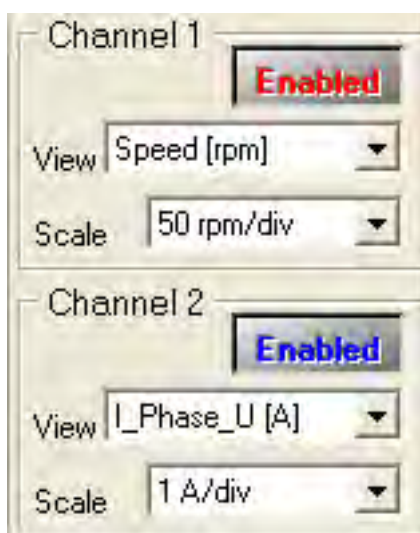 Channel 1
Enabled
View Speed [rpm]
Scale 50 rpm/div
Channel 2
Enabled
View I_Phase_U [A]
Scale 1 A/div